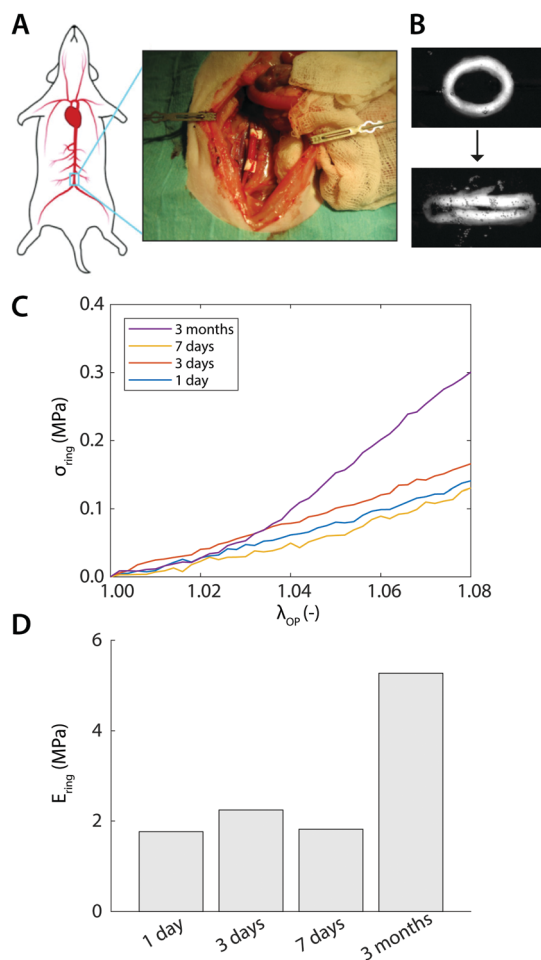 A
B
C
0.4
0.3
0.2
0.1
0.0
σring (MPa)
3 months
7 days
3 days
1 day
1.00
1.02
1.04
1.06
1.08
λOP (-)
D
6
4
2
0
Ering (MPa)
1 day
3 days
7 days
3 months